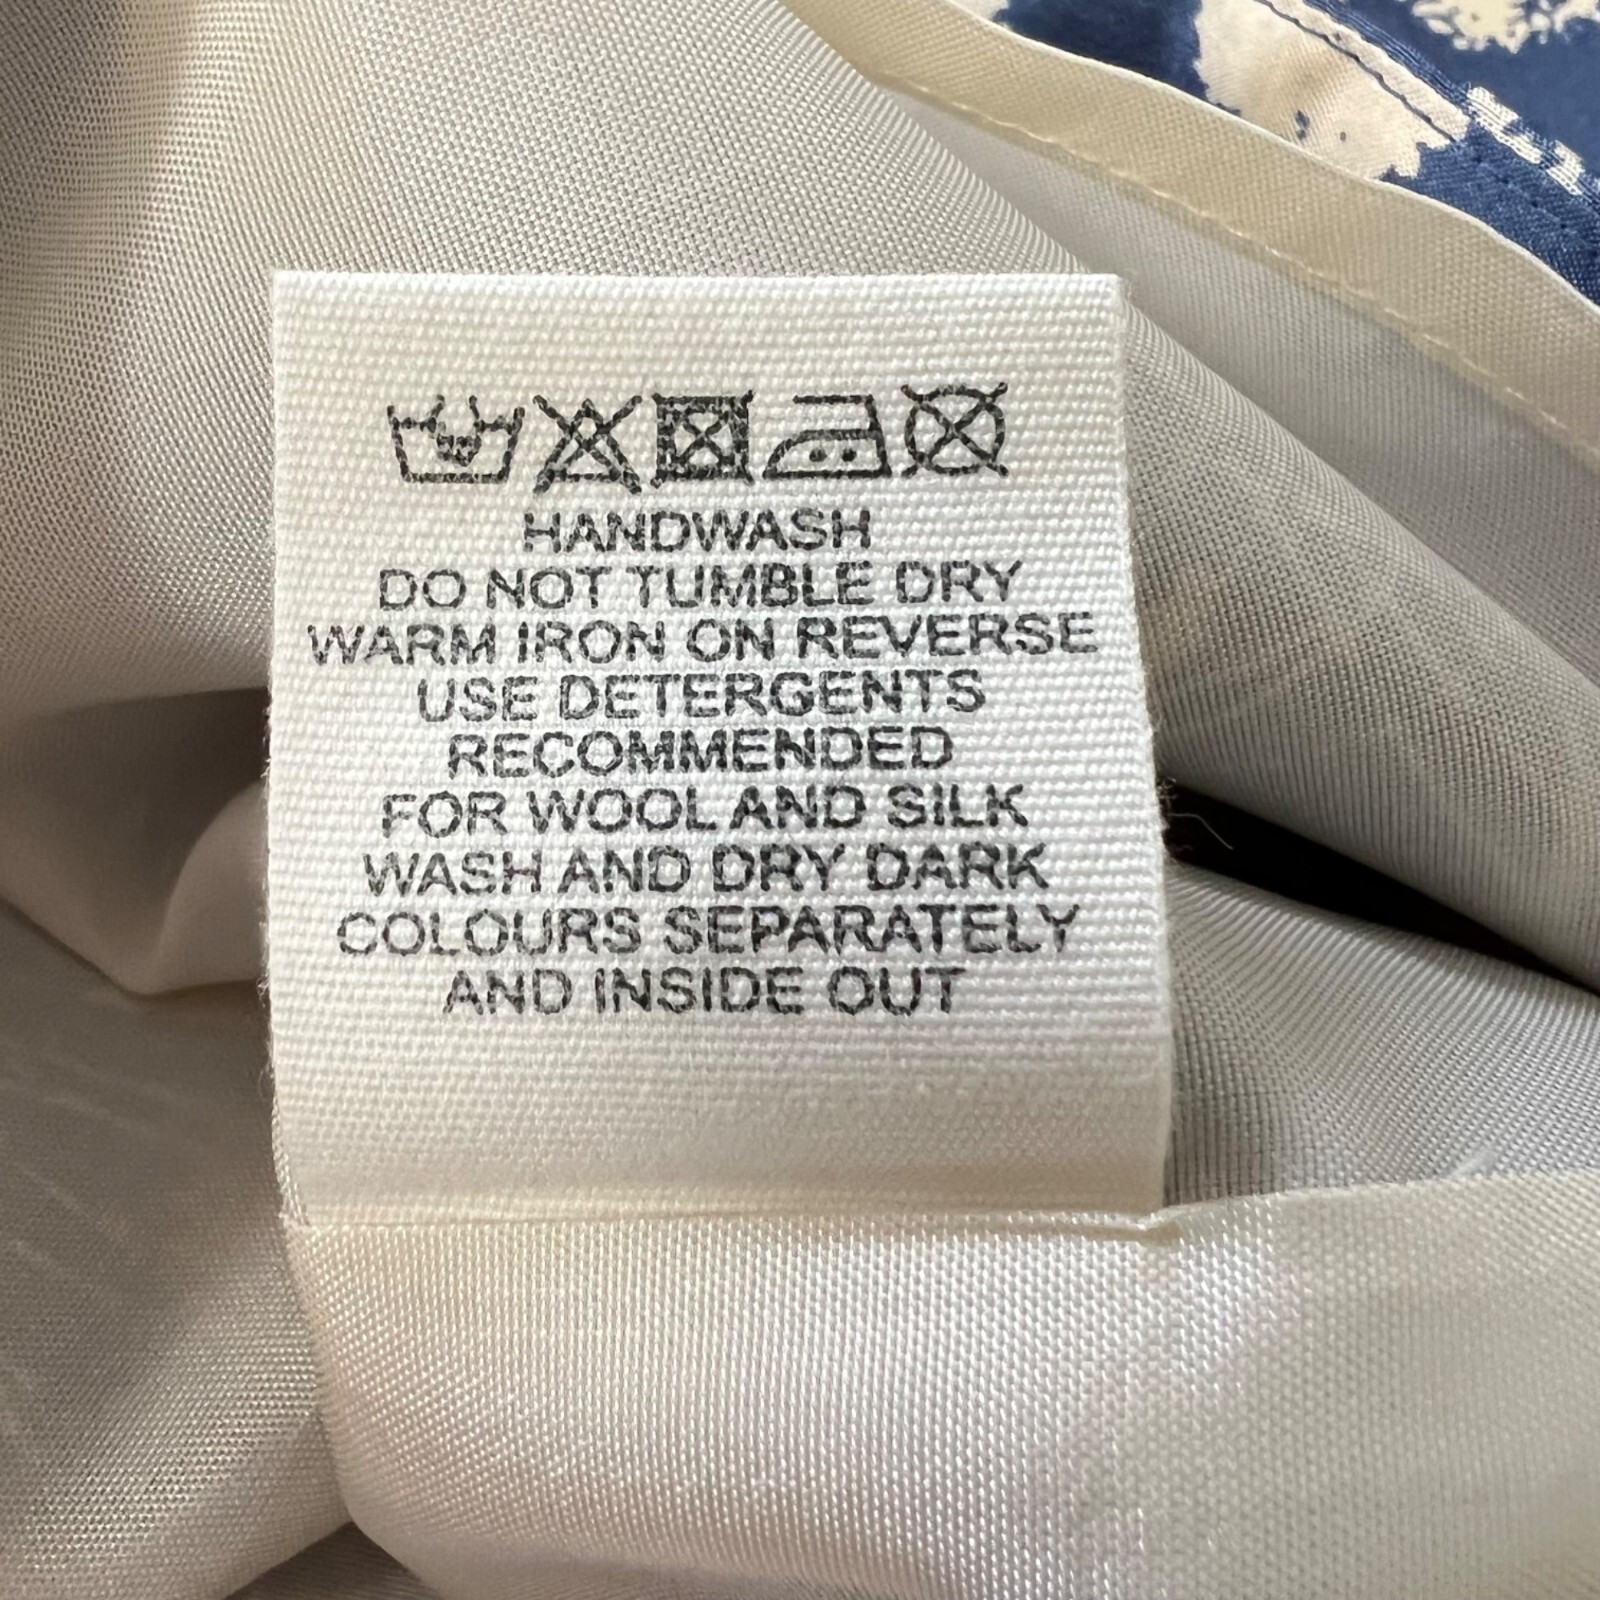 HANDWASH
DO NOT TUMBLE DRY
WARM IRON ON REVERSE
USE DETERGENTS
RECOMMENDED
FOR WOOL AND SILK
WASH AND DRY DARK
COLOURS SEPARATELY
AND INSIDE OUT